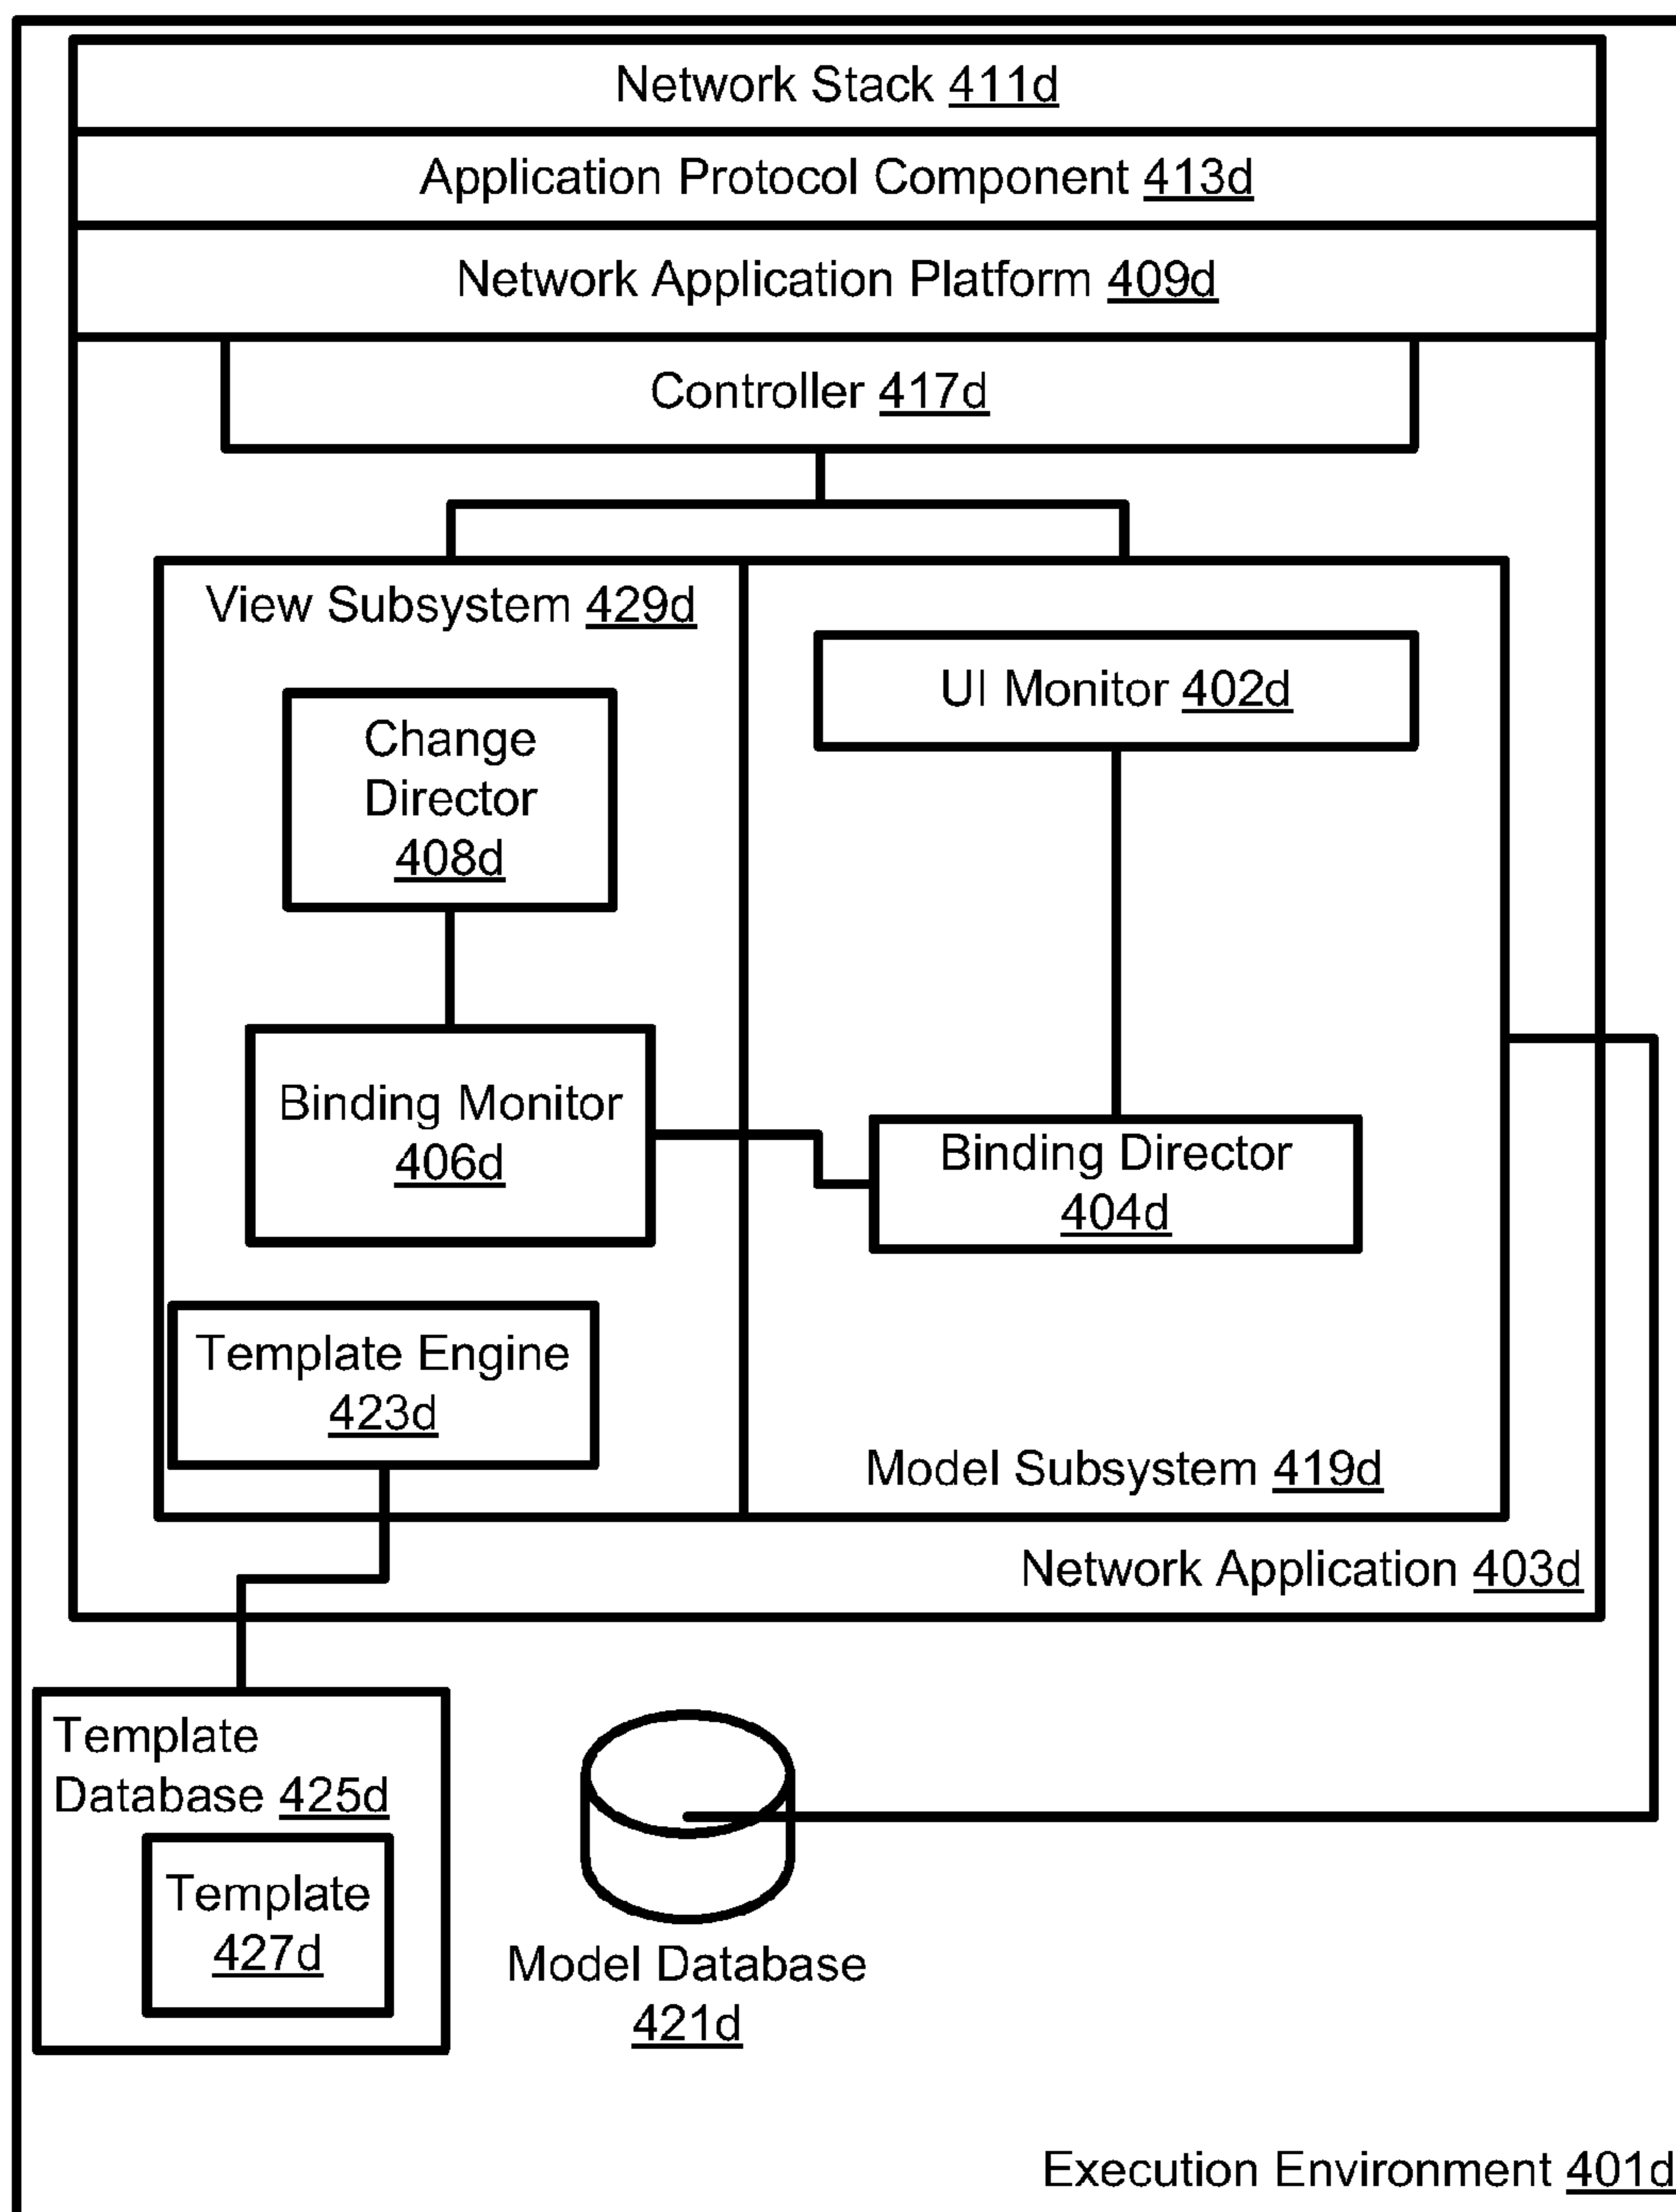 Network Stack 411d
Application Protocol Component 413d
Network Application Platform 409d
Controller 417d
View Subsystem 429d
Change
Director
408d
Binding Monitor
406d
Template Engine
423d
UI Monitor 402d
Binding Director
404d
Model Subsystem 419d
Network Application 403d
Template
Database 425d
Template
427d
Model Database
421d
Execution Environment 401d